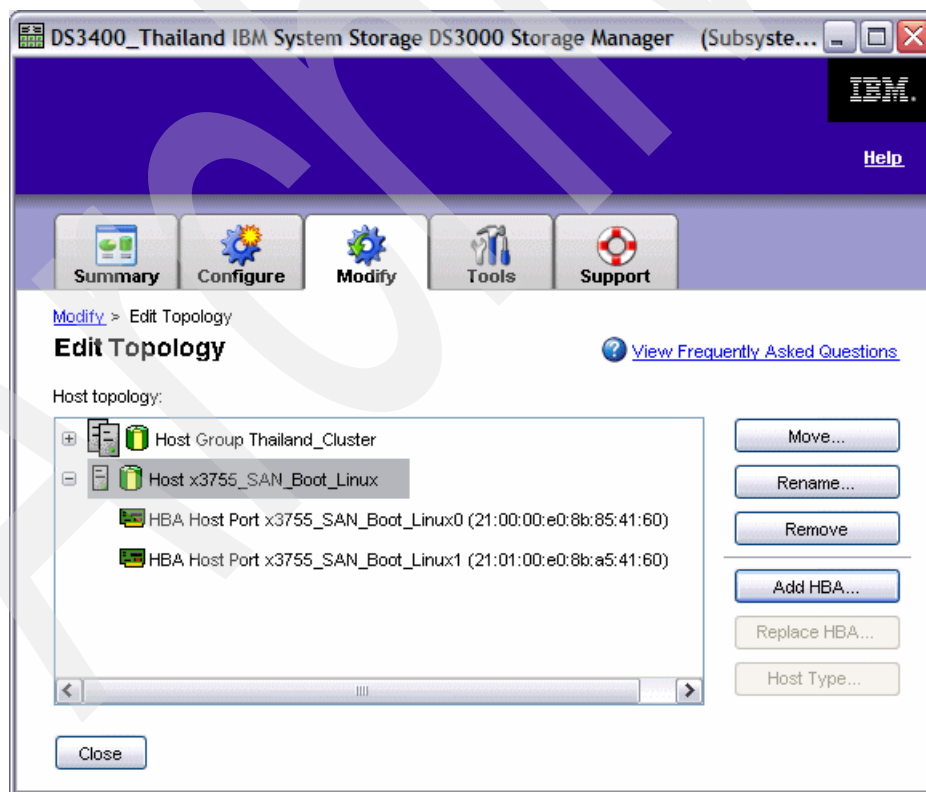 DS3400_Thailand IBM System Storage DS3000 Storage Manager (Subsyste...
IBM.
Help
Summary
Configure
Modify
Tools
Support
Modify > Edit Topology
Edit Topology
View Frequently Asked Questions
Host topology:
Host Group Thailand_Cluster
Host x3755_SAN_Boot_Linux
HBA Host Port x3755_SAN_Boot_Linux0 (21:00:00:e0:8b:85:41:60)
HBA Host Port x3755_SAN_Boot_Linux1 (21:01:00:e0:8b:a5:41:60)
Move...
Rename...
Remove
Add HBA...
Replace HBA...
Host Type...
Close